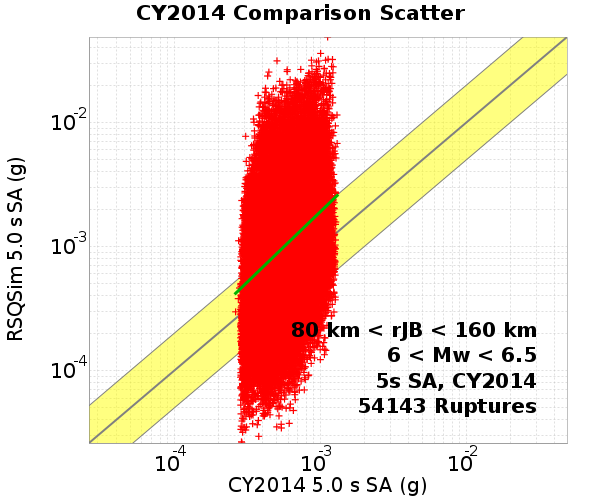 CY2014 Comparison Scatter
RSQSim 5.0 s SA (g)
10-2
10-3
10-4
80 km < rJB < 160 km
6 < Mw < 6.5
5s SA, CY2014
54143 Ruptures
10-4 10-3 10-2
CY2014 5.0 s SA (g)